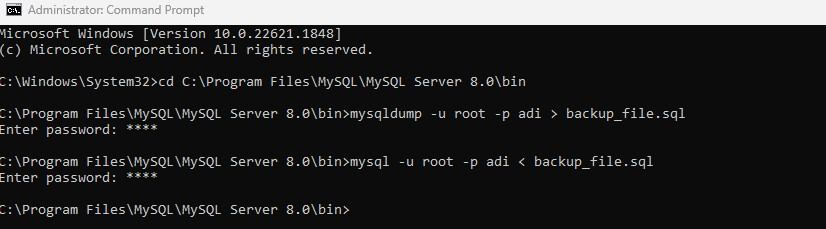 Administrator: Command Prompt
Microsoft Windows [Version 10.0.22621.1848]
(c) Microsoft Corporation. All rights reserved.
C:\Windows\System32>cd C:\Program Files\MySQL\MySQL Server 8.0\bin
C:\Program Files\MySQL\MySQL Server 8.0\bin>mysqldump -u root -p adi > backup_file.sql
Enter password: ****
C:\Program Files\MySQL\MySQL Server 8.0\bin>mysql -u root -p adi < backup_file.sql
Enter password: ****
C:\Program Files\MySQL\MySQL Server 8.0\bin>